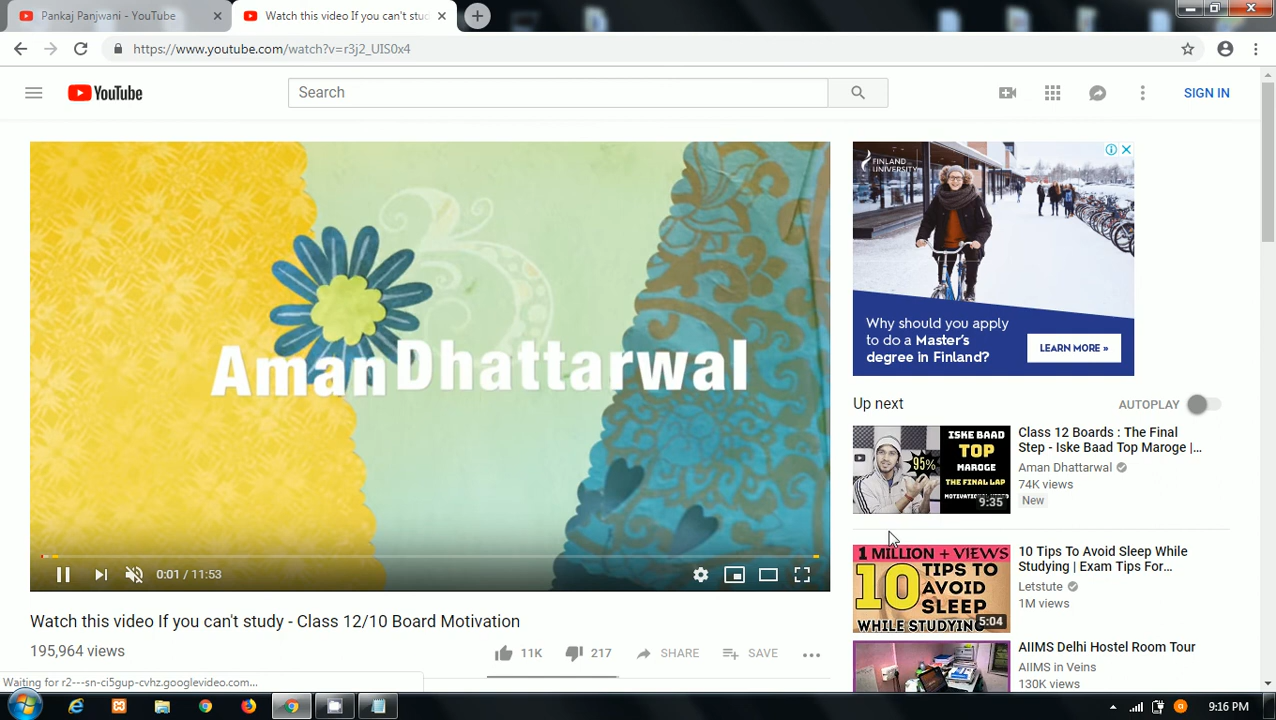 Pankaj Panjwani - YouTube
Watch this video If you can't stud
https://www.youtube.com/watch?v=r3j2_UIS0x4
YouTube
Search
SIGN IN
AmanDhattarwal
0:01 / 11:53
Watch this video If you can't study - Class 12/10 Board Motivation
195,964 views
11K
217
SHARE
SAVE
FINLAND
UNIVERSITY
Why should you apply
to do a Master's
degree in Finland?
LEARN MORE »
Up next
AUTOPLAY
ISKE BAAD
TOP
MAROGE
THE FINAL LAP
95%
9:35
Class 12 Boards : The Final
Step - Iske Baad Top Maroge |...
Aman Dhattarwal
74K views
New
1 MILLION + VIEWS
10 TIPS TO
AVOID
SLEEP
WHILE STUDYING
5:04
10 Tips To Avoid Sleep While
Studying | Exam Tips For...
Letstute
1M views
AIIMS Delhi Hostel Room Tour
AIIMS in Veins
130K views
Waiting for r2---sn-ci5gup-cvhz.googlevideo.com...
9:16 PM